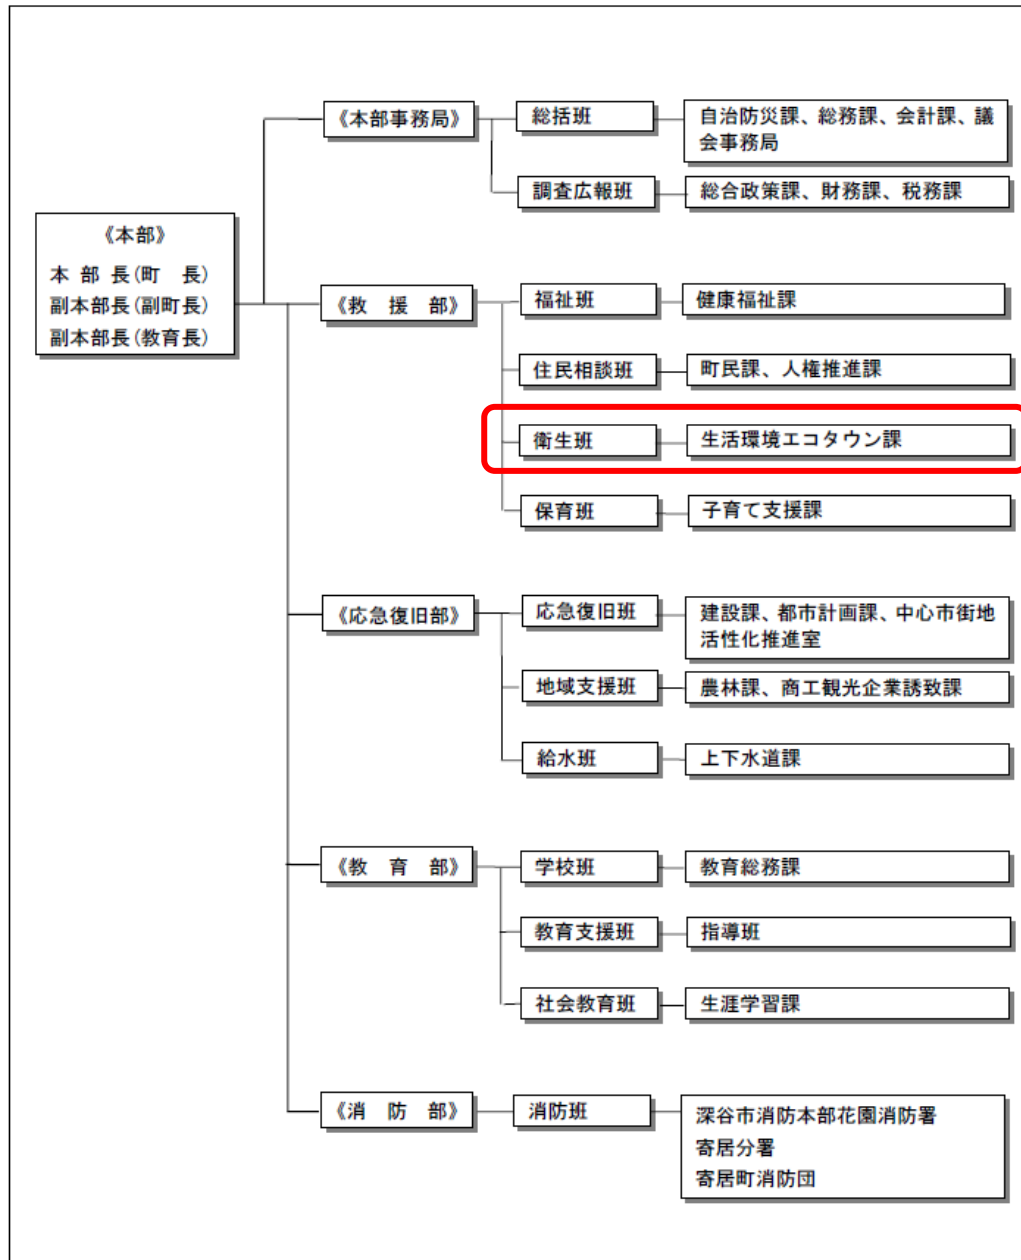 《本部》
本 部 長(町　長)
副本部長(副町長)
副本部長(教育長)
《本部事務局》
総括班
自治防災課、総務課、会計課、議
会事務局
調査広報班
総合政策課、財務課、税務課
《救　援　部》
福祉班
健康福祉課
住民相談班
町民課、人権推進課
衛生班
生活環境エコタウン課
保育班
子育て支援課
《応急復旧部》
応急復旧班
建設課、都市計画課、中心市街地
活性化推進室
地域支援班
農林課、商工観光企業誘致課
給水班
上下水道課
《教　育　部》
学校班
教育総務課
教育支援班
指導班
社会教育班
生涯学習課
《消　防　部》
消防班
深谷市消防本部花園消防署
寄居分署
寄居町消防団